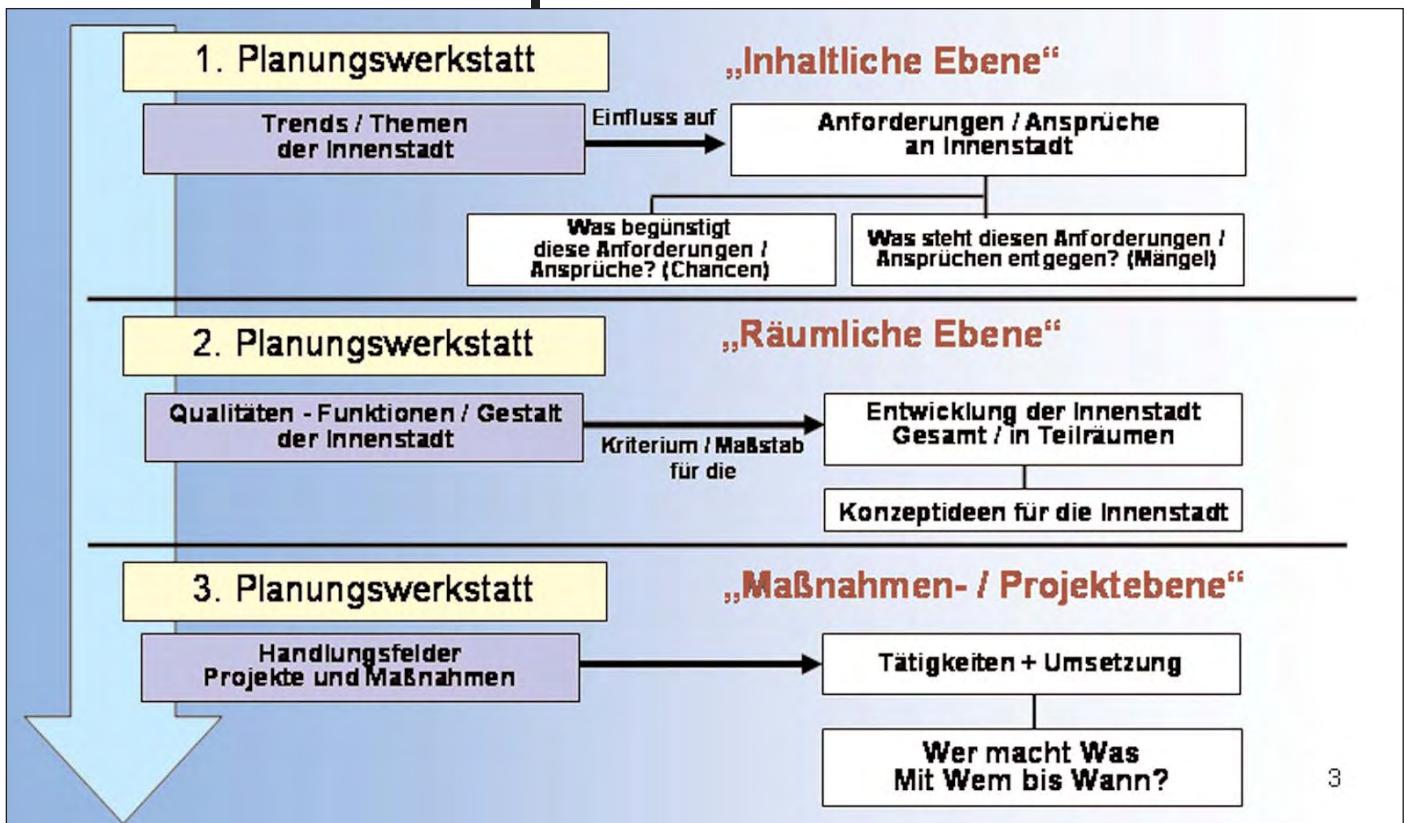 1. Planungswerkstatt
„Inhaltliche Ebene“
Trends / Themen
der Innenstadt
Einfluss auf
Anforderungen / Ansprüche
an Innenstadt
Was begünstigt
diese Anforderungen /
Ansprüche? (Chancen)
Was steht diesen Anforderungen /
Ansprüchen entgegen? (Mängel)
2. Planungswerkstatt
„Räumliche Ebene“
Qualitäten - Funktionen / Gestalt
der Innenstadt
Kriterium / Maßstab
für die
Entwicklung der Innenstadt
Gesamt / in Teilräumen
Konzeptideen für die Innenstadt
3. Planungswerkstatt
„Maßnahmen- / Projektebene“
Handlungsfelder
Projekte und Maßnahmen
Tätigkeiten + Umsetzung
Wer macht Was
Mit Wem bis Wann?
3